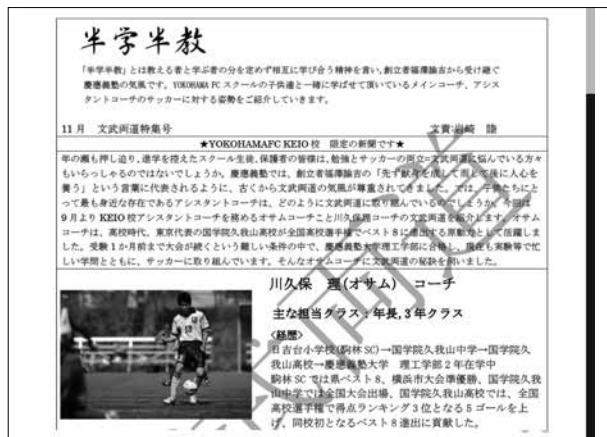 半学半教
「半学半教」とは教える者と学ぶ者の分を定めず相互に学び合う精神を言い,創立者福澤諭吉から受け継ぐ
慶應義塾の気風です。YOKOHAMA FC スクールの子供達と一緒に学ばせて頂いているメインコーチ、アシス
タントコーチのサッカーに対する姿勢をご紹介していきます。
11 月 文武両道特集号 文責:岩崎 陸
★YOKOHAMAFC KEIO 校 限定の新聞です★
年の瀬も押し迫り,進学を控えたスクール生徒,保護者の皆様は,勉強とサッカーの両立=文武両道に悩んでいる方々
もいらっしゃるのではないでしょうか。慶應義塾では、創立者福澤諭吉の「先ず獣身を成して而して後に人心を
養う」という言葉に代表されるように、古くから文武両道の気風が尊重されてきました。では、子供たちにと
って最も身近な存在であるアシスタントコーチは、どのように文武両道に取り組んでいるのでしょうか。今回は
9 月より KEIO 校アシスタントコーチを務めるオサムコーチこと川久保理コーチの文武両道を紹介します。オサム
コーチは、高校時代、東京代表の国学院久我山高校が全国高校選手権でベスト 8 に進出する原動力として活躍しま
した。受験 1 か月前まで大会が続くという難しい条件の中で、慶應義塾大学理工学部に合格し、現在も実験等で忙
しい学問とともに、サッカーに取り組んでいます。そんなオサムコーチに文武両道の秘訣を伺いました。
川久保 理(オサム) コーチ
主な担当クラス:年長,3 年クラス
〈経歴〉
日吉台小学校(駒林 SC)→国学院久我山中学→国学院久
我山高校→慶應義塾大学 理工学部 2 年在学中
駒林 SC では県ベスト 8、横浜市大会準優勝、国学院久我
山中学では全国大会出場、国学院久我山高校では、全国
高校選手権で得点ランキング 3 位となる 5 ゴールを上
げ、同校初となるベスト 8 進出に貢献した。